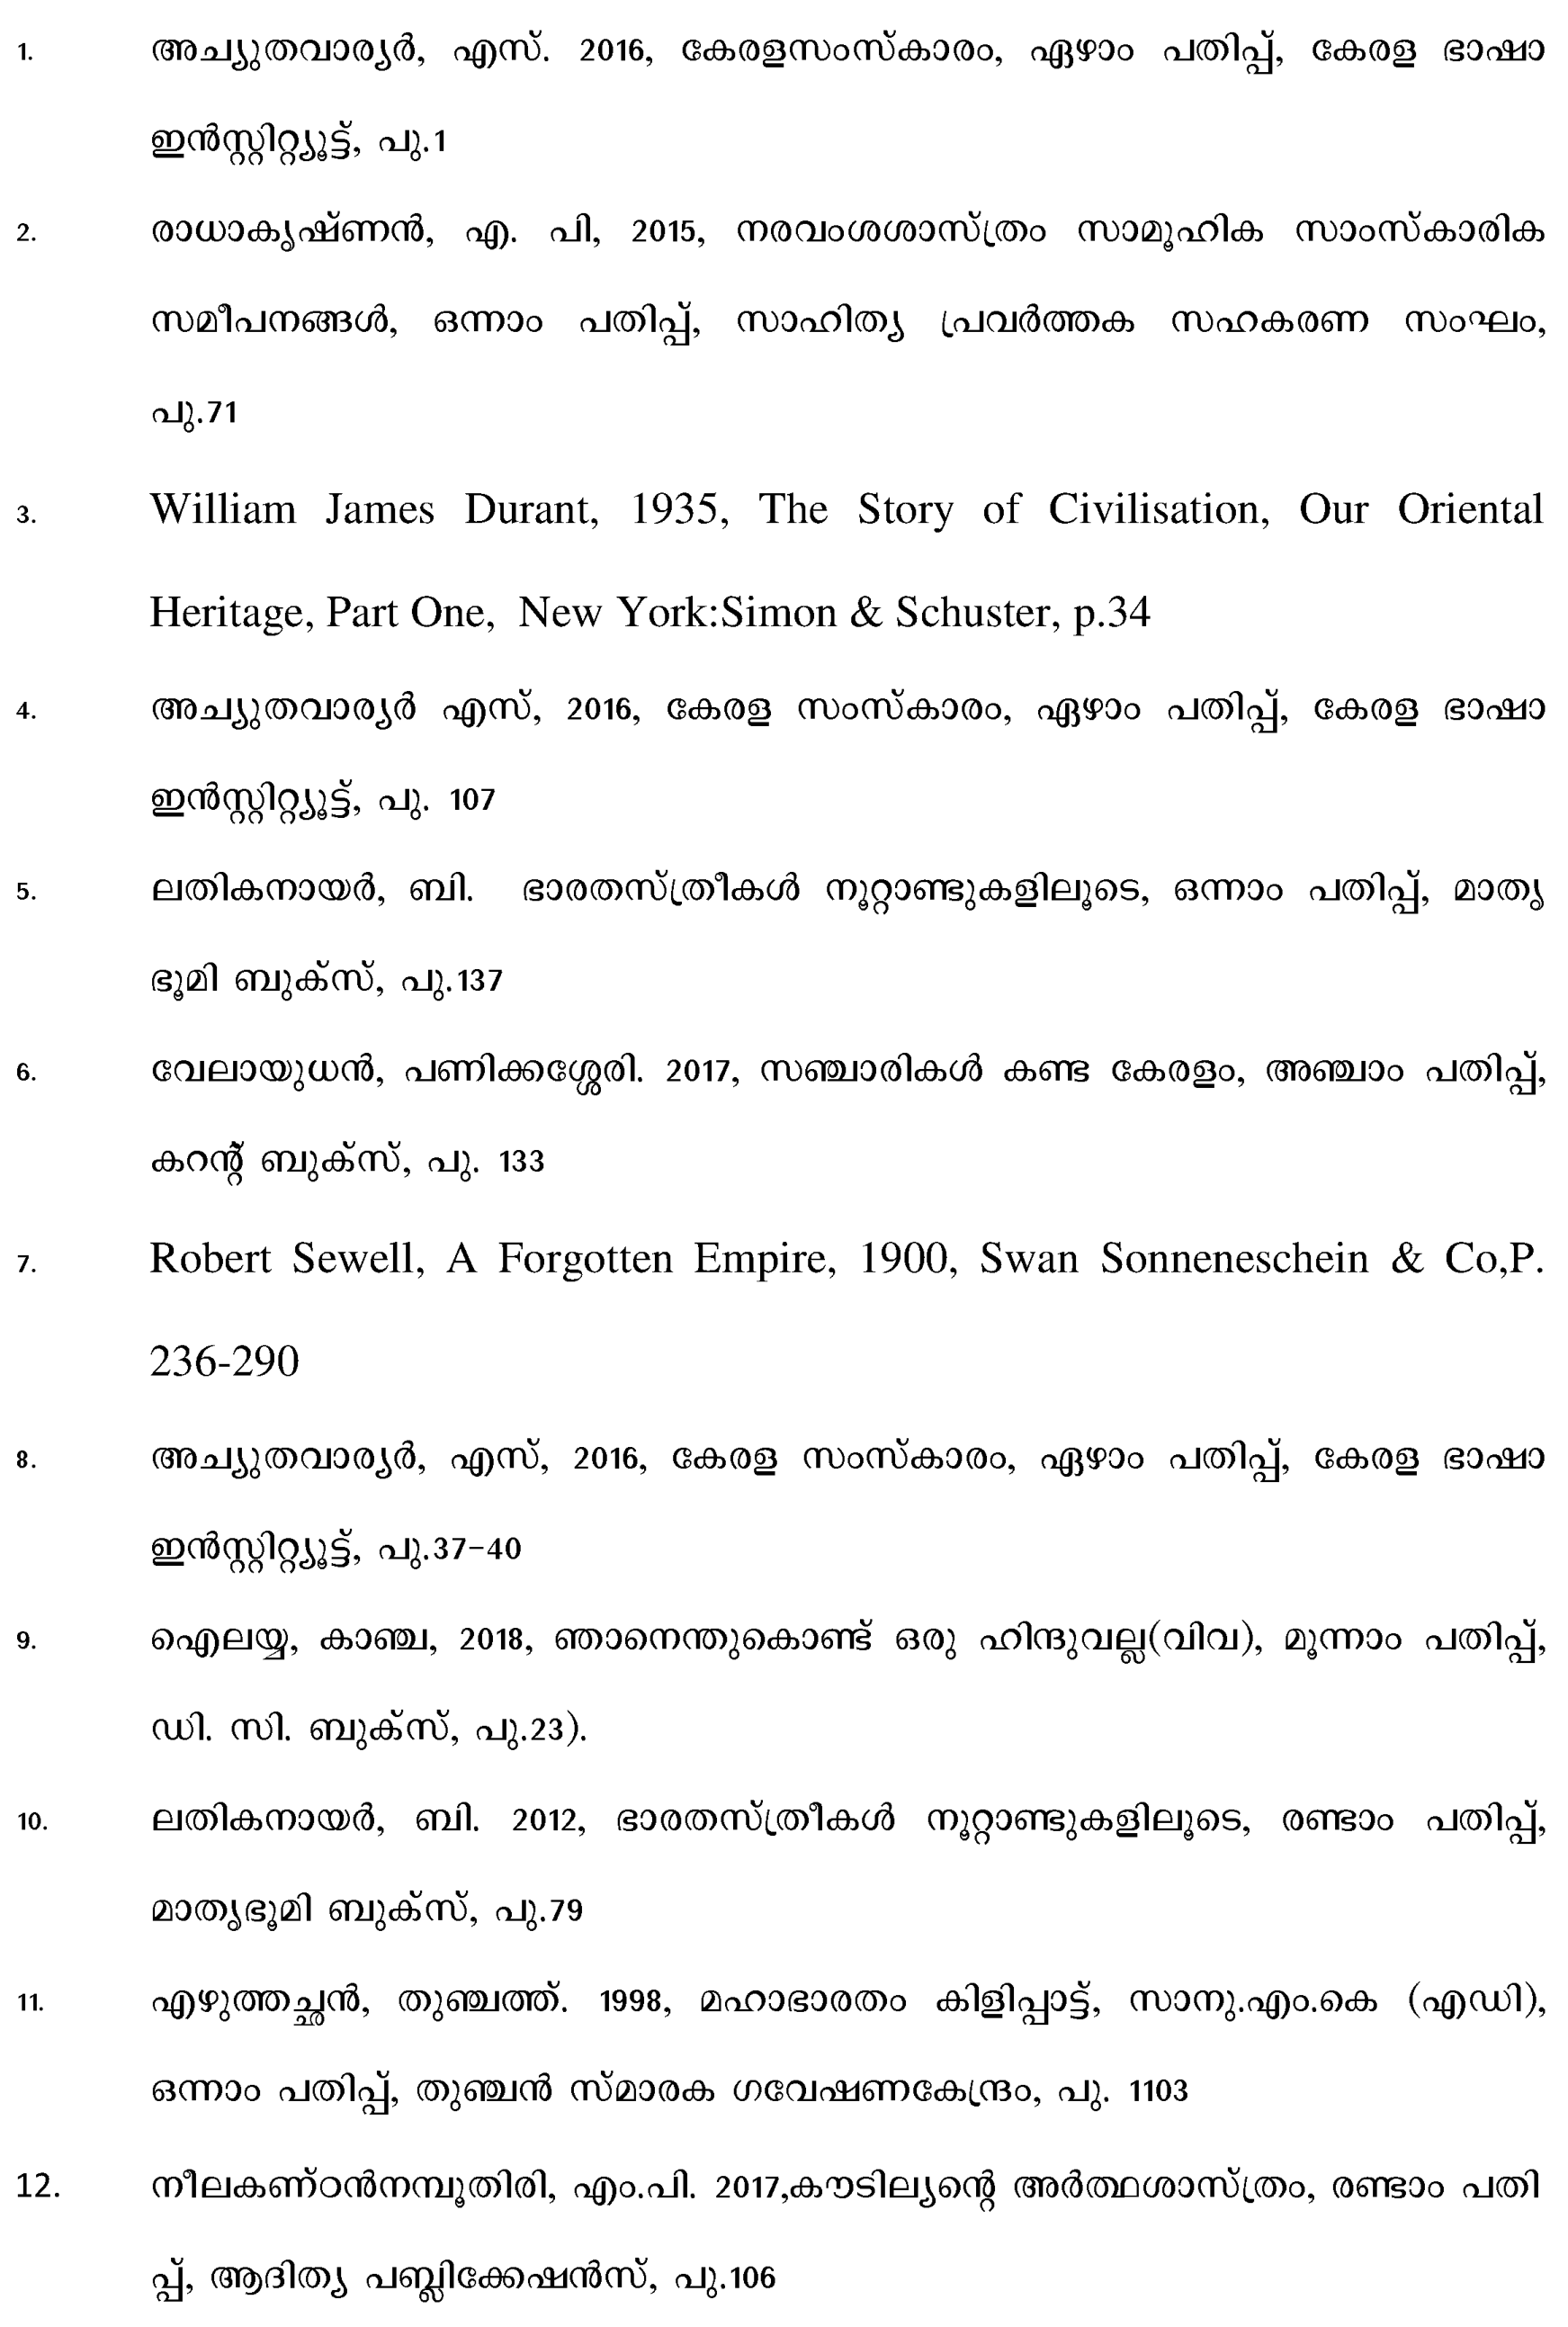 1. അച്യുതവാര്യർ, എസ്. 2016, കേരളസംസ്കാരം, ഏഴാം പതിപ്പ്, കേരള ഭാഷാ
ഇൻസ്റ്റിറ്റ്യൂട്ട്, പു.1
2. രാധാകൃഷ്ണൻ, എ. പി, 2015, നരവംശശാസ്ത്രം സാമൂഹിക സാംസ്കാരിക
സമീപനങ്ങൾ, ഒന്നാം പതിപ്പ്, സാഹിത്യ പ്രവർത്തക സഹകരണ സംഘം,
പു.71
3. William James Durant, 1935, The Story of Civilisation, Our Oriental
Heritage, Part One, New York:Simon & Schuster, p.34
4. അച്യുതവാര്യർ എസ്, 2016, കേരള സംസ്കാരം, ഏഴാം പതിപ്പ്, കേരള ഭാഷാ
ഇൻസ്റ്റിറ്റ്യൂട്ട്, പു. 107
5. ലതികനായർ, ബി. ഭാരതസ്ത്രീകൾ നൂറ്റാണ്ടുകളിലൂടെ, ഒന്നാം പതിപ്പ്, മാതൃ
ഭൂമി ബുക്സ്, പു.137
6. വേലായുധൻ, പണിക്കശ്ശേരി. 2017, സഞ്ചാരികൾ കണ്ട കേരളം, അഞ്ചാം പതിപ്പ്,
കറന്റ് ബുക്സ്, പു. 133
7. Robert Sewell, A Forgotten Empire, 1900, Swan Sonneneschein & Co,P.
236-290
8. അച്യുതവാര്യർ, എസ്, 2016, കേരള സംസ്കാരം, ഏഴാം പതിപ്പ്, കേരള ഭാഷാ
ഇൻസ്റ്റിറ്റ്യൂട്ട്, പു.37-40
9. ഐലയ്യ, കാഞ്ച, 2018, ഞാനെന്തുകൊണ്ട് ഒരു ഹിന്ദുവല്ല(വിവ), മൂന്നാം പതിപ്പ്,
ഡി. സി. ബുക്സ്, പു.23).
10. ലതികനായർ, ബി. 2012, ഭാരതസ്ത്രീകൾ നൂറ്റാണ്ടുകളിലൂടെ, രണ്ടാം പതിപ്പ്,
മാതൃഭൂമി ബുക്സ്, പു.79
11. എഴുത്തച്ഛൻ, തുഞ്ചത്ത്. 1998, മഹാഭാരതം കിളിപ്പാട്ട്, സാനു.എം.കെ (എഡി),
ഒന്നാം പതിപ്പ്, തുഞ്ചൻ സ്മാരക ഗവേഷണകേന്ദ്രം, പു. 1103
12. നീലകണ്ഠൻനമ്പൂതിരി, എം.പി. 2017,കൗടില്യന്റെ അർത്ഥശാസ്ത്രം, രണ്ടാം പതി
പ്പ്, ആദിത്യ പബ്ലിക്കേഷൻസ്, പു.106